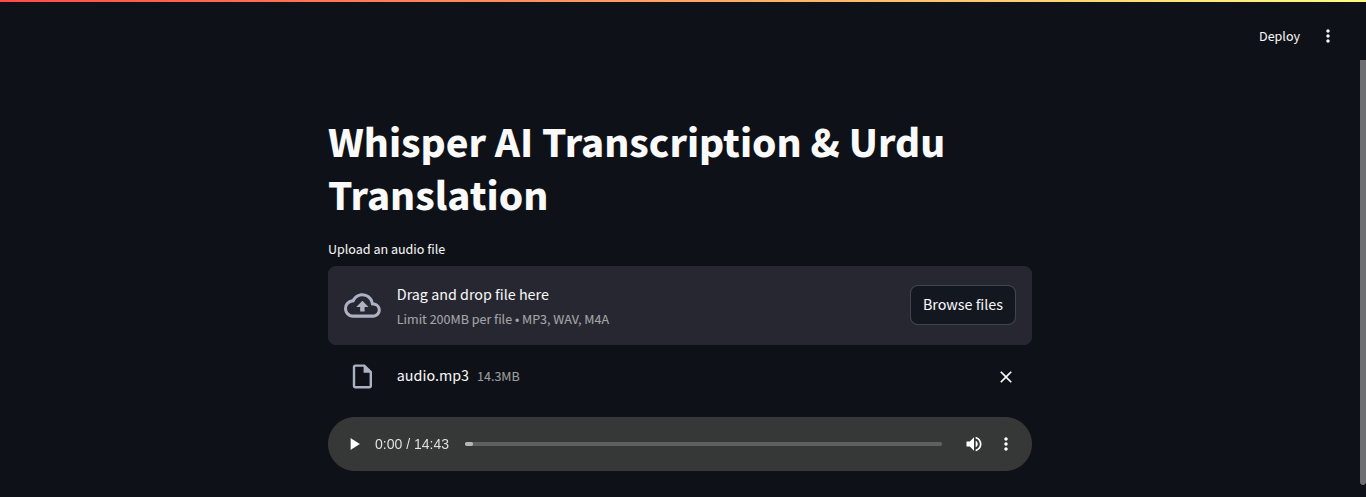 Deploy
Whisper AI Transcription & Urdu
Translation
Upload an audio file
Drag and drop file here
Limit 200MB per file • MP3, WAV, M4A
Browse files
audio.mp3 14.3MB
0:00 / 14:43